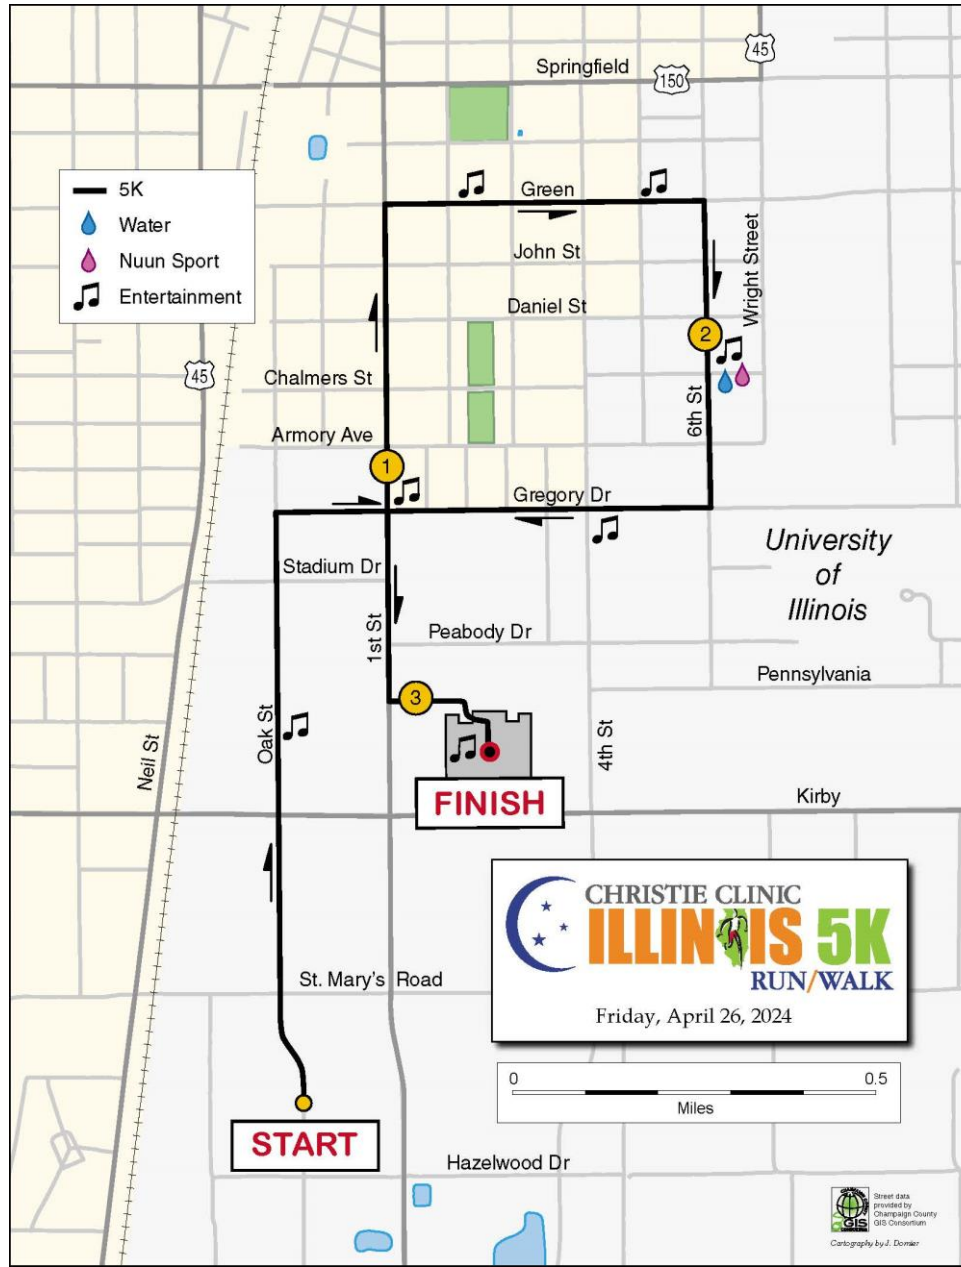 Springfield
45
150
5K
Water
Nuun Sport
Entertainment
Green
John St
Wright Street
Daniel St
2
45
Chalmers St
6th St
Armory Ave
1
Gregory Dr
University
of
Illinois
Stadium Dr
1st St
Peabody Dr
Pennsylvania
3
Oak St
4th St
Neil St
FINISH
Kirby
CHRISTIE CLINIC
ILLINOIS 5K
RUN/WALK
Friday, April 26, 2024
St. Mary's Road
0 0.5
Miles
START
Hazelwood Dr
GIS
Street data
provided by
Champaign County
GIS Consortium
Cartography by J. Domier